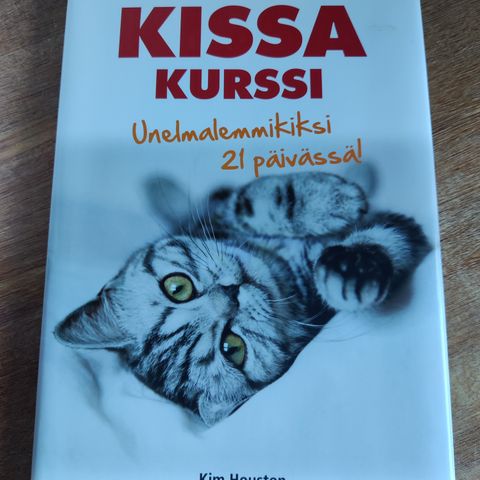 KISSA
KURSSI
Unelmalemmikiksi
21 päivässä!
Kim Houston